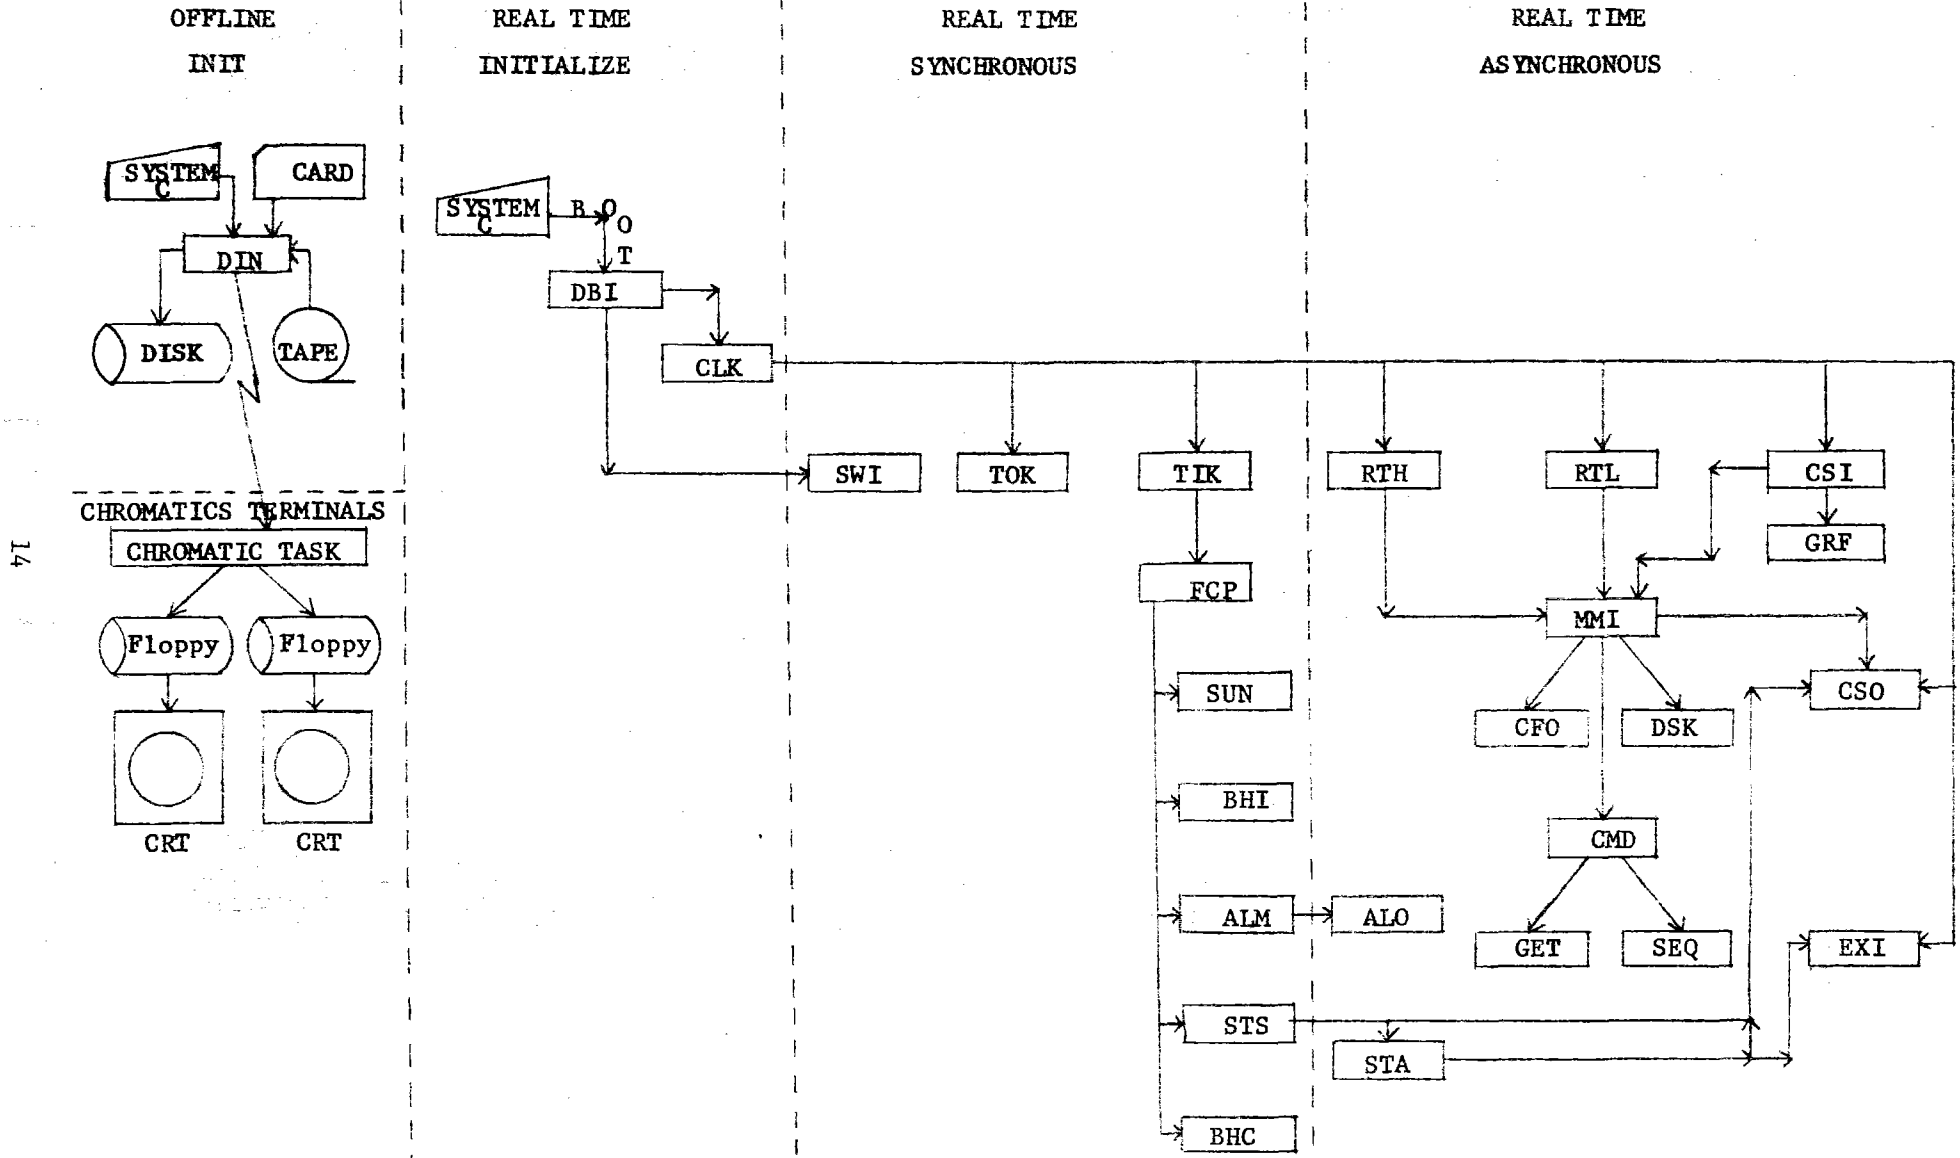 OFFLINE
INIT
REAL TIME
INITIALIZE
REAL TIME
SYNCHRONOUS
REAL TIME
ASYNCHRONOUS
SYSTEM
C
CARD
DIN
DISK
TAPE
CHROMATICS TERMINALS
CHROMATIC TASK
Floppy
Floppy
CRT
CRT
14
SYSTEM
C
BOOT
DBI
CLK
SWI
TOK
TIK
FCP
SUN
BHI
ALM
STS
BHC
RTH
RTL
CSI
GRF
MMI
CSO
CFO
DSK
CMD
GET
SEQ
ALO
EXI
STA